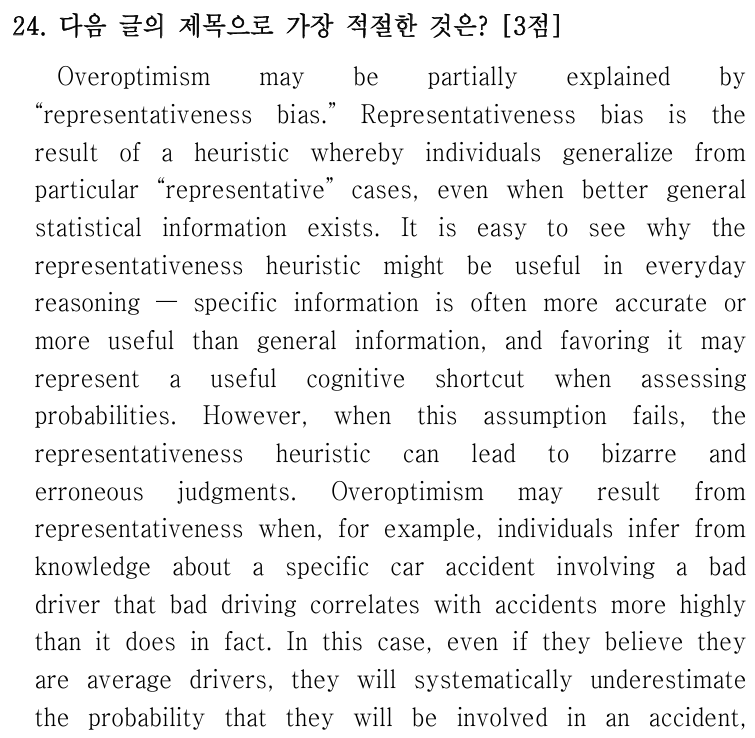 24. 다음 글의 제목으로 가장 적절한 것은? [3점]
Overoptimism may be partially explained by
“representativeness bias.” Representativeness bias is the
result of a heuristic whereby individuals generalize from
particular “representative” cases, even when better general
statistical information exists. It is easy to see why the
representativeness heuristic might be useful in everyday
reasoning — specific information is often more accurate or
more useful than general information, and favoring it may
represent a useful cognitive shortcut when assessing
probabilities. However, when this assumption fails, the
representativeness heuristic can lead to bizarre and
erroneous judgments. Overoptimism may result from
representativeness when, for example, individuals infer from
knowledge about a specific car accident involving a bad
driver that bad driving correlates with accidents more highly
than it does in fact. In this case, even if they believe they
are average drivers, they will systematically underestimate
the probability that they will be involved in an accident,